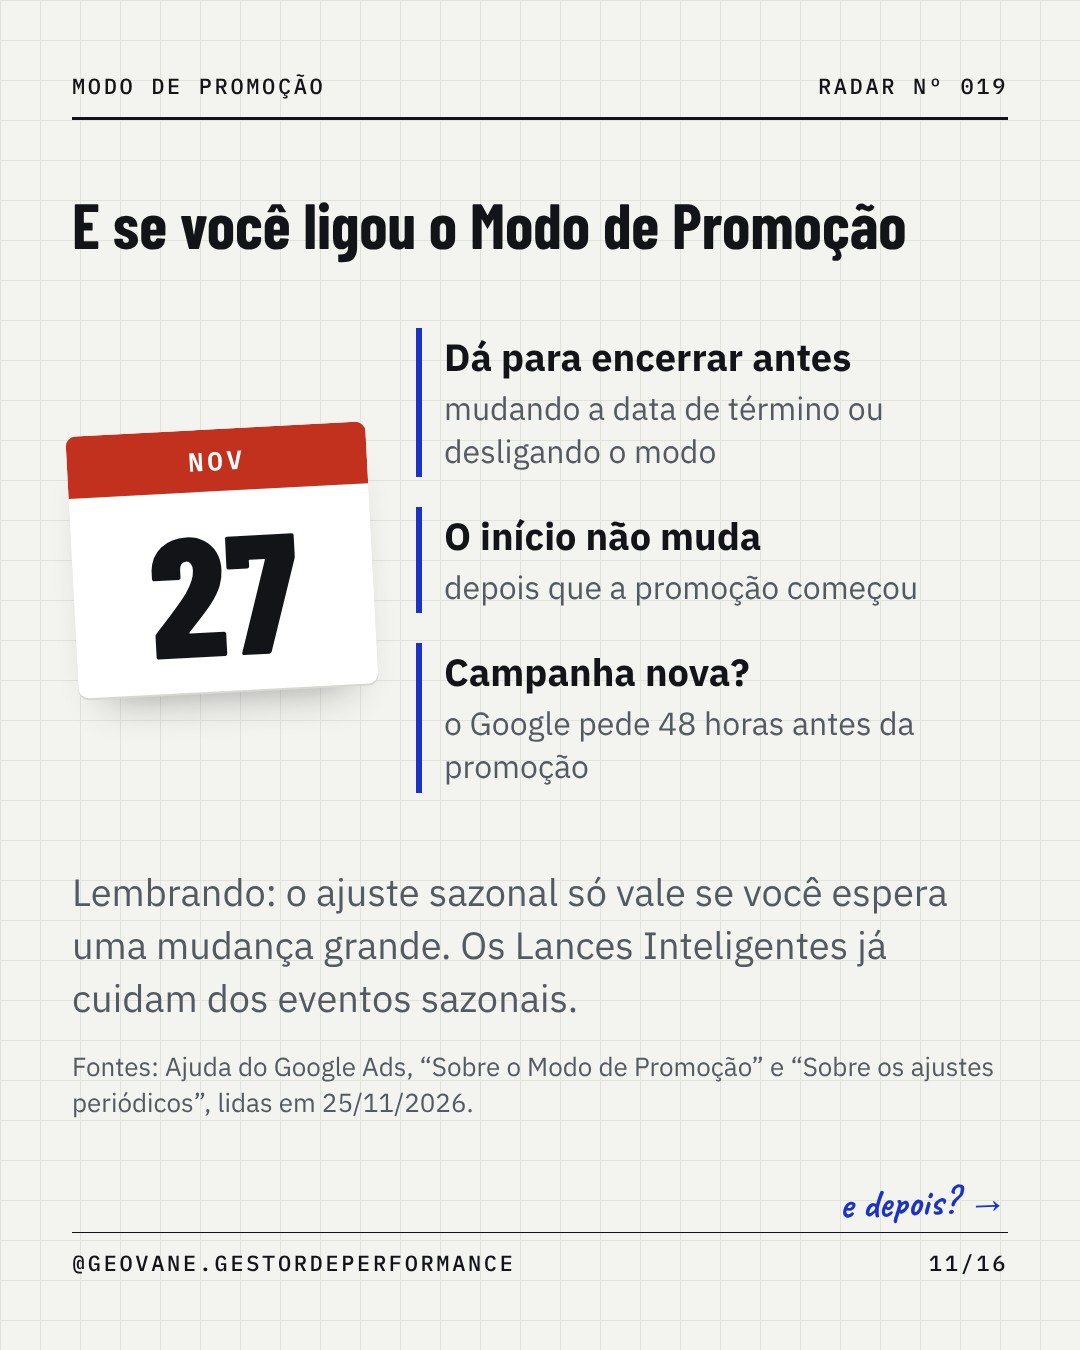 MODO DE PROMOÇÃO
RADAR Nº 019
E se você ligou o Modo de Promoção
NOV
27
Dá para encerrar antes
mudando a data de término ou
desligando o modo
O início não muda
depois que a promoção começou
Campanha nova?
o Google pede 48 horas antes da
promoção
Lembrando: o ajuste sazonal só vale se você espera
uma mudança grande. Os Lances Inteligentes já
cuidam dos eventos sazonais.
Fontes: Ajuda do Google Ads, “Sobre o Modo de Promoção” e “Sobre os ajustes
periódicos”, lidas em 25/11/2026.
e depois? →
@GEOVANE.GESTORDEPERFORMANCE
11/16